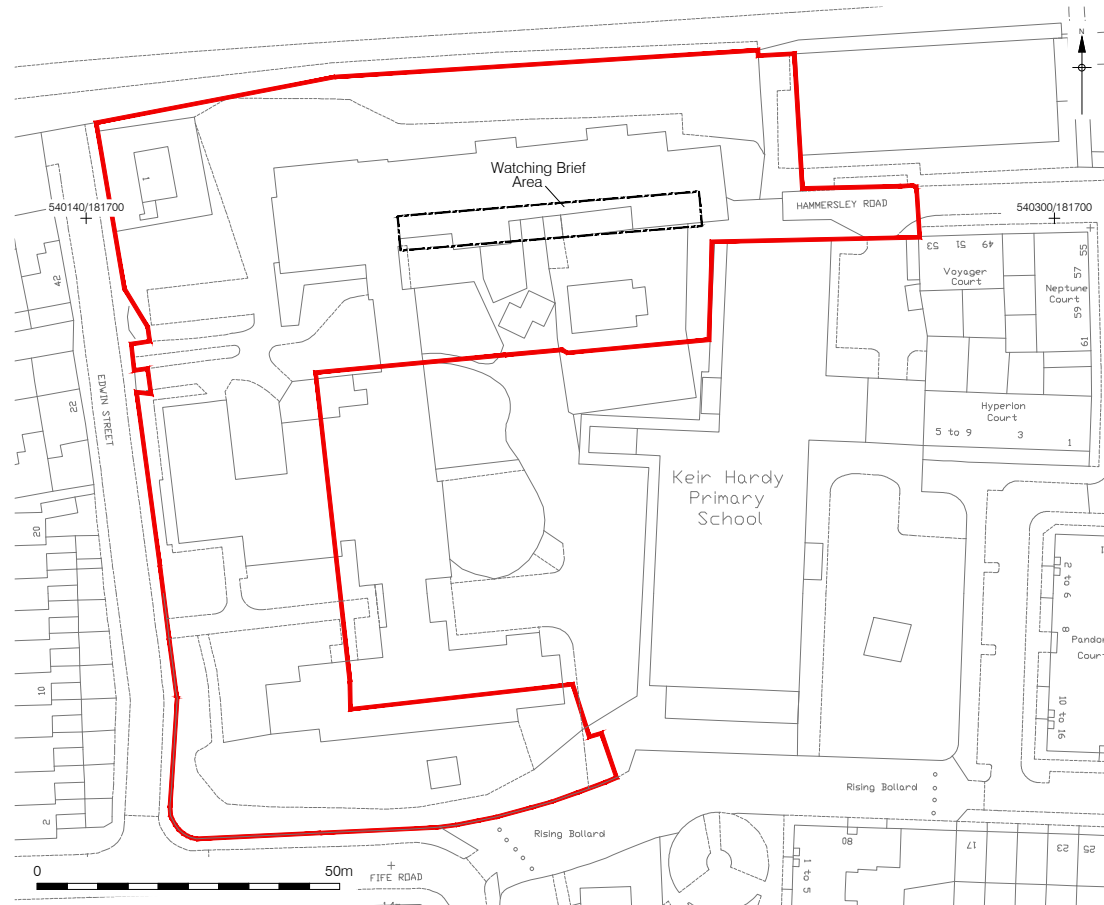 N
Watching Brief
Area
1
540140/181700
HAMMERSLEY ROAD
540300/181700
53
51
49
55
Voyager
Court
57
Neptune
Court
59
61
42
EDWIN STREET
22
Hyperion
Court
5 to 9
3
1
Keir Hardy
Primary
School
20
2 to 6
8
Pandor
Court
10
10 to 16
2
Rising Bollard
Rising Bollard
0
50m
FIFE ROAD
80
1 to 5
17
23
25